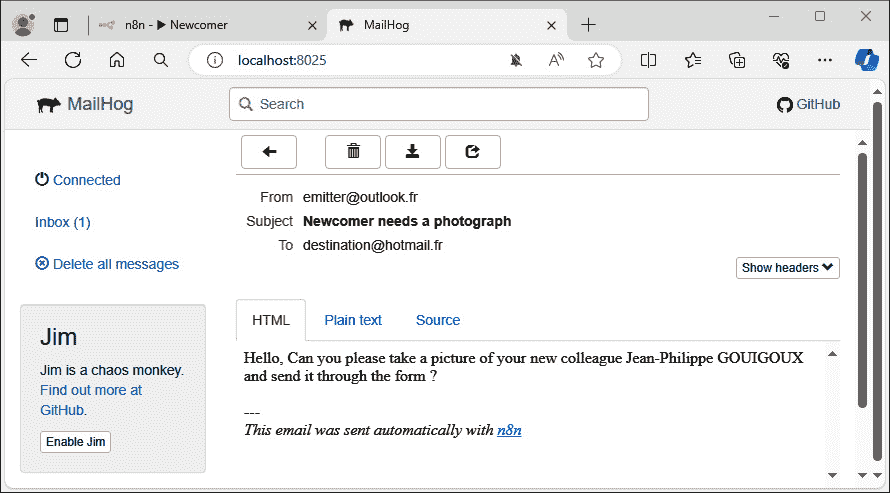 n8n - ▶ Newcomer
MailHog
localhost:8025
MailHog
Search
GitHub
Connected
Inbox (1)
Delete all messages
Jim
Jim is a chaos monkey.
Find out more at
GitHub.
Enable Jim
From emitter@outlook.fr
Subject Newcomer needs a photograph
To destination@hotmail.fr
Show headers
HTML Plain text Source
Hello, Can you please take a picture of your new colleague Jean-Philippe GOUIGOUX
and send it through the form ?
---
This email was sent automatically with n8n